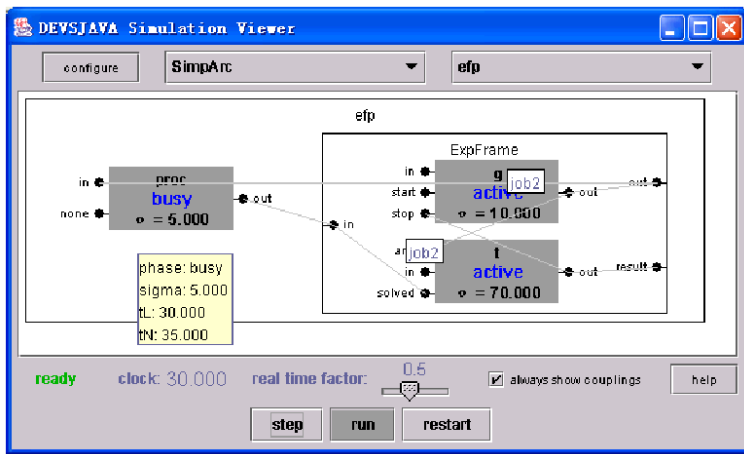 DEVSJAVA Simulation Viewer
configure
SimpArc
efp
efp
ExpFrame
in
proc
busy
σ = 5.000
none
out
in
in
start
stop
g
active
σ = 10.000
job2
out
out
job2
in
solved
t
active
σ = 70.000
out
result
phase: busy
sigma: 5.000
tL: 30.000
tN: 35.000
ready
clock: 30.000
real time factor:
0.5
always show couplings
help
step
run
restart